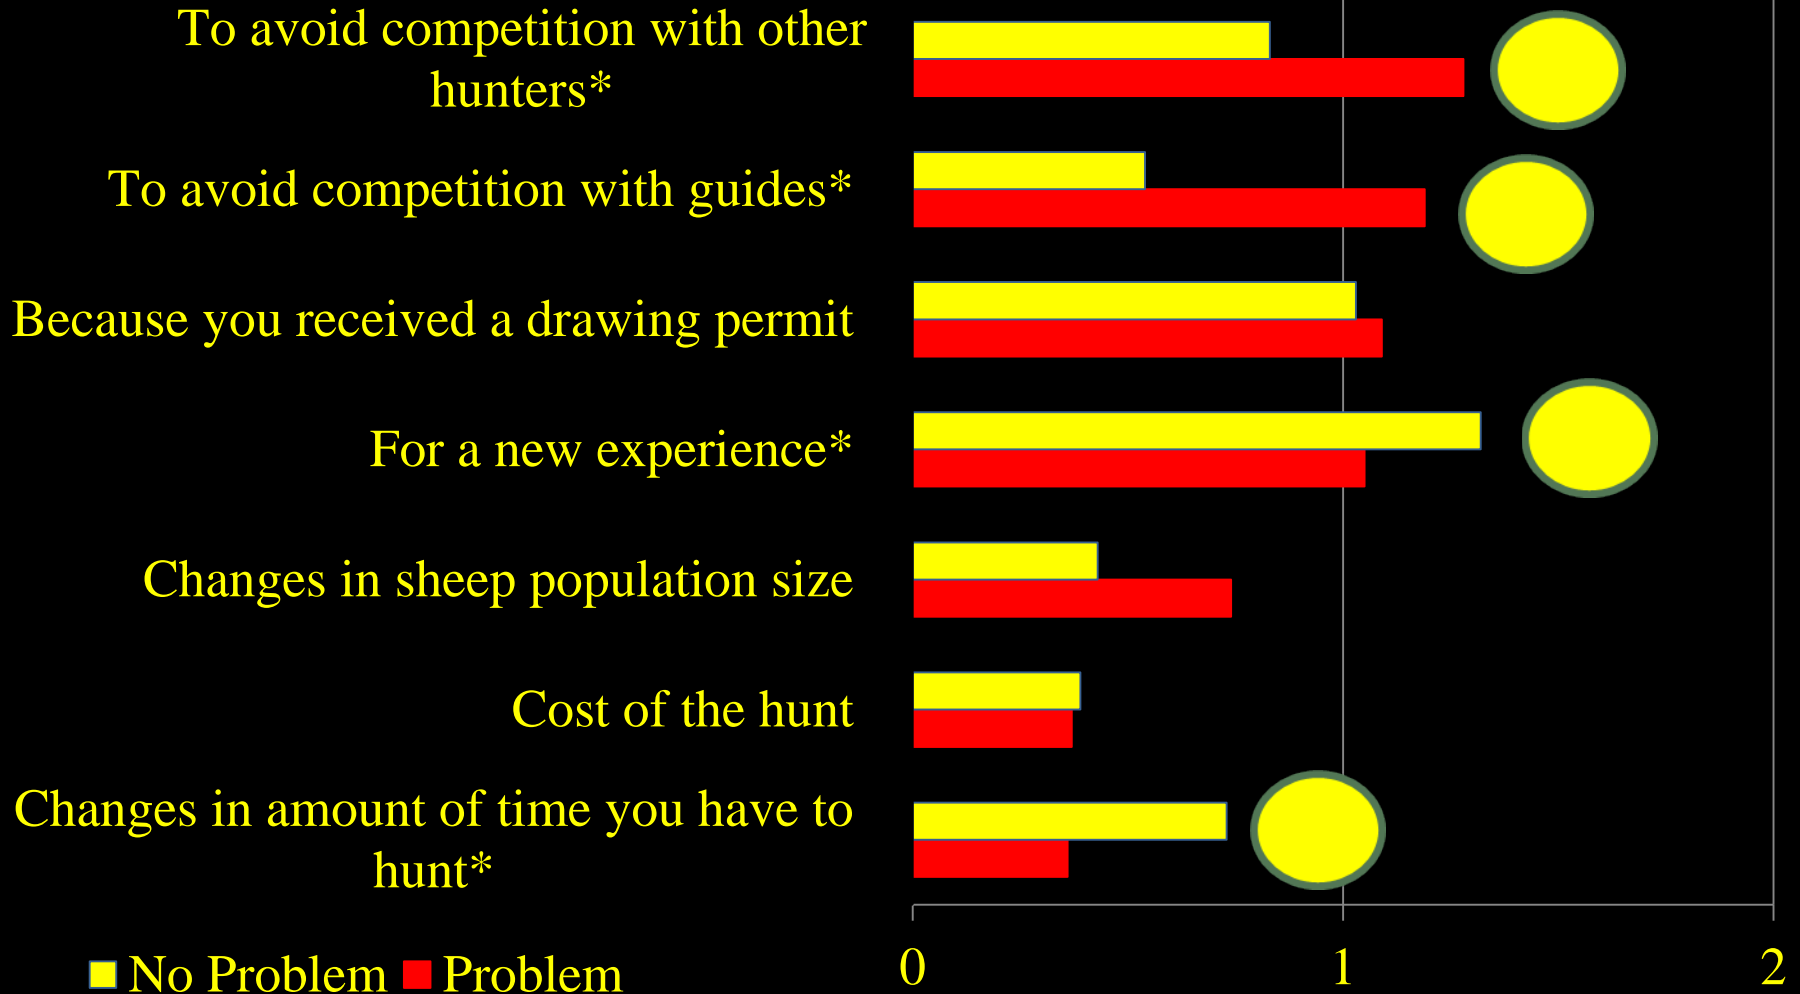 To avoid competition with other
hunters*
To avoid competition with guides*
Because you received a drawing permit
For a new experience*
Changes in sheep population size
Cost of the hunt
Changes in amount of time you have to
hunt*
0 1 2
No Problem Problem